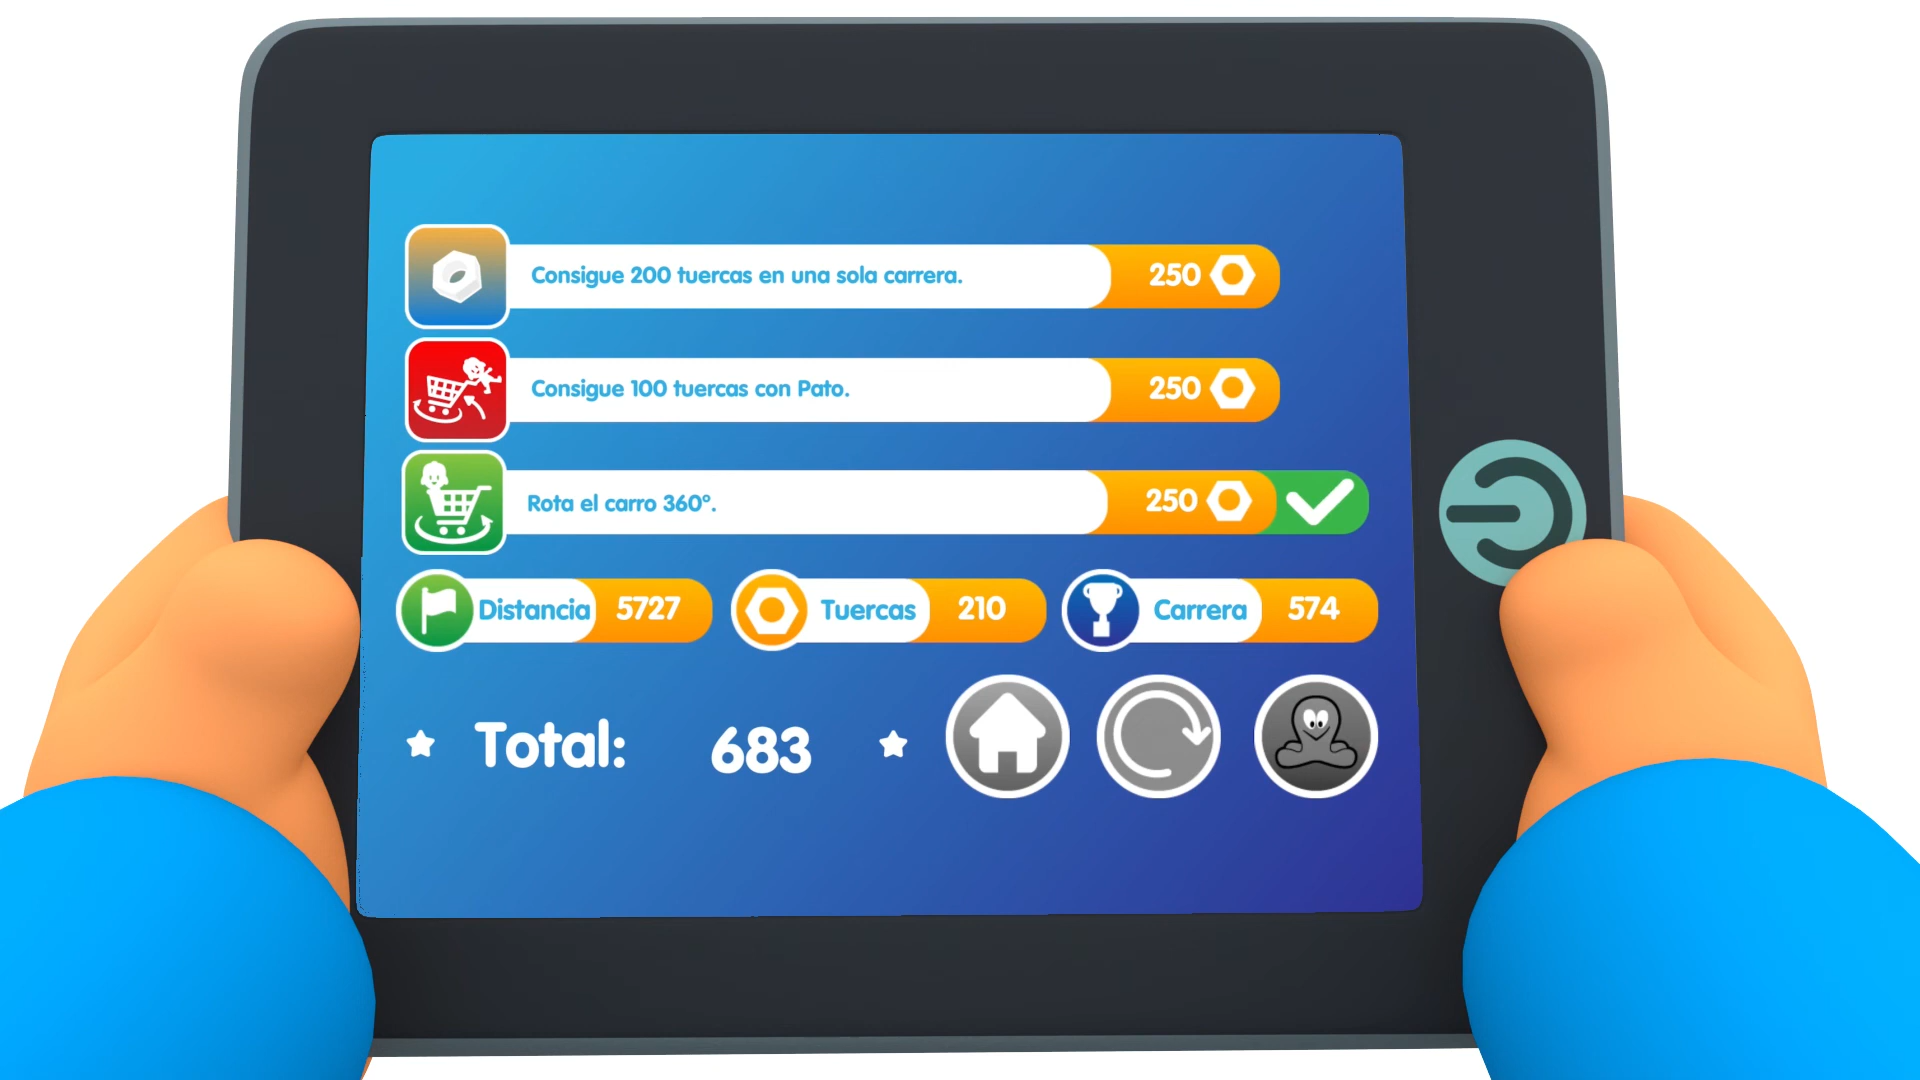 Consigue 200 tuercas en una sola carrera. 250
Consigue 100 tuercas con Pato. 250
Rota el carro 360º. 250
Distancia 5727 Tuercas 210 Carrera 574
Total: 683